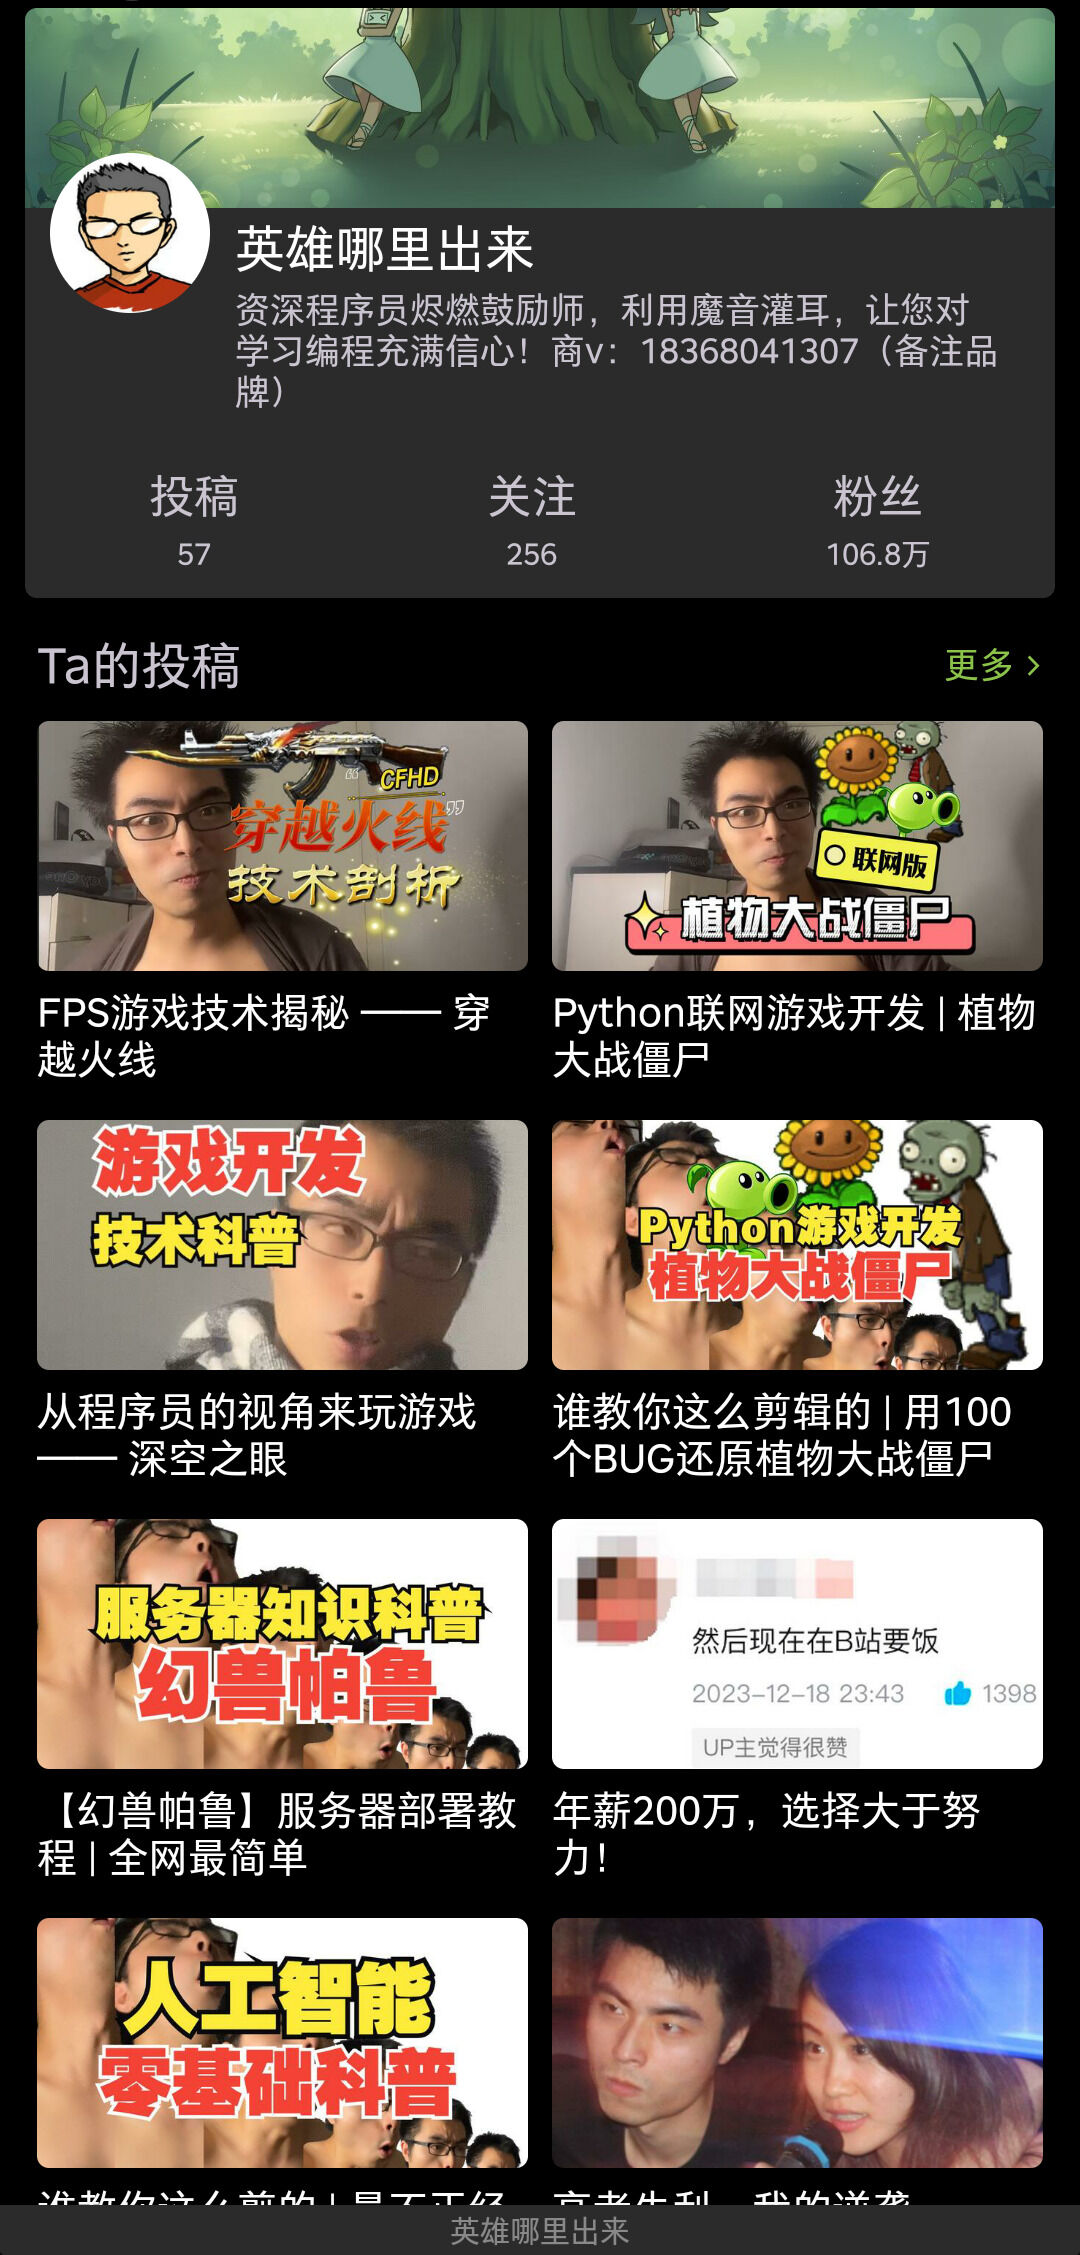 英雄哪里出来
资深程序员烬燃鼓励师，利用魔音灌耳，让您对
学习编程充满信心！商v：18368041307（备注品
牌）
投稿
关注
粉丝
57
256
106.8万
Ta的投稿
更多
CFHD
穿越火线
技术剖析
联网版
植物大战僵尸
FPS游戏技术揭秘 —— 穿
越火线
Python联网游戏开发 | 植物
大战僵尸
游戏开发
技术科普
Python游戏开发
植物大战僵尸
从程序员的视角来玩游戏
—— 深空之眼
谁教你这么剪辑的 | 用100
个BUG还原植物大战僵尸
服务器知识科普
幻兽帕鲁
然后现在在B站要饭
2023-12-18 23:43
1398
UP主觉得很赞
【幻兽帕鲁】服务器部署教
程 | 全网最简单
年薪200万，选择大于努
力！
人工智能
零基础科普
英雄哪里出来